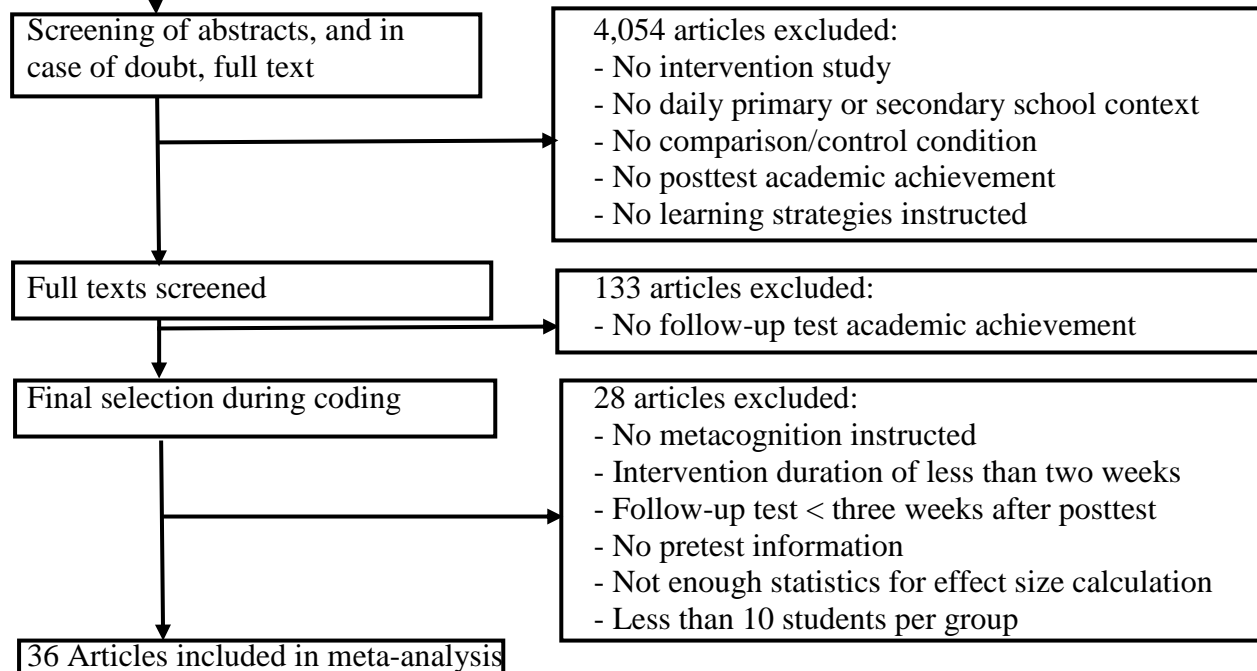 Screening of abstracts, and in
case of doubt, full text
4,054 articles excluded:
- No intervention study
- No daily primary or secondary school context
- No comparison/control condition
- No posttest academic achievement
- No learning strategies instructed
Full texts screened
133 articles excluded:
- No follow-up test academic achievement
Final selection during coding
28 articles excluded:
- No metacognition instructed
- Intervention duration of less than two weeks
- Follow-up test < three weeks after posttest
- No pretest information
- Not enough statistics for effect size calculation
- Less than 10 students per group
36 Articles included in meta-analysis